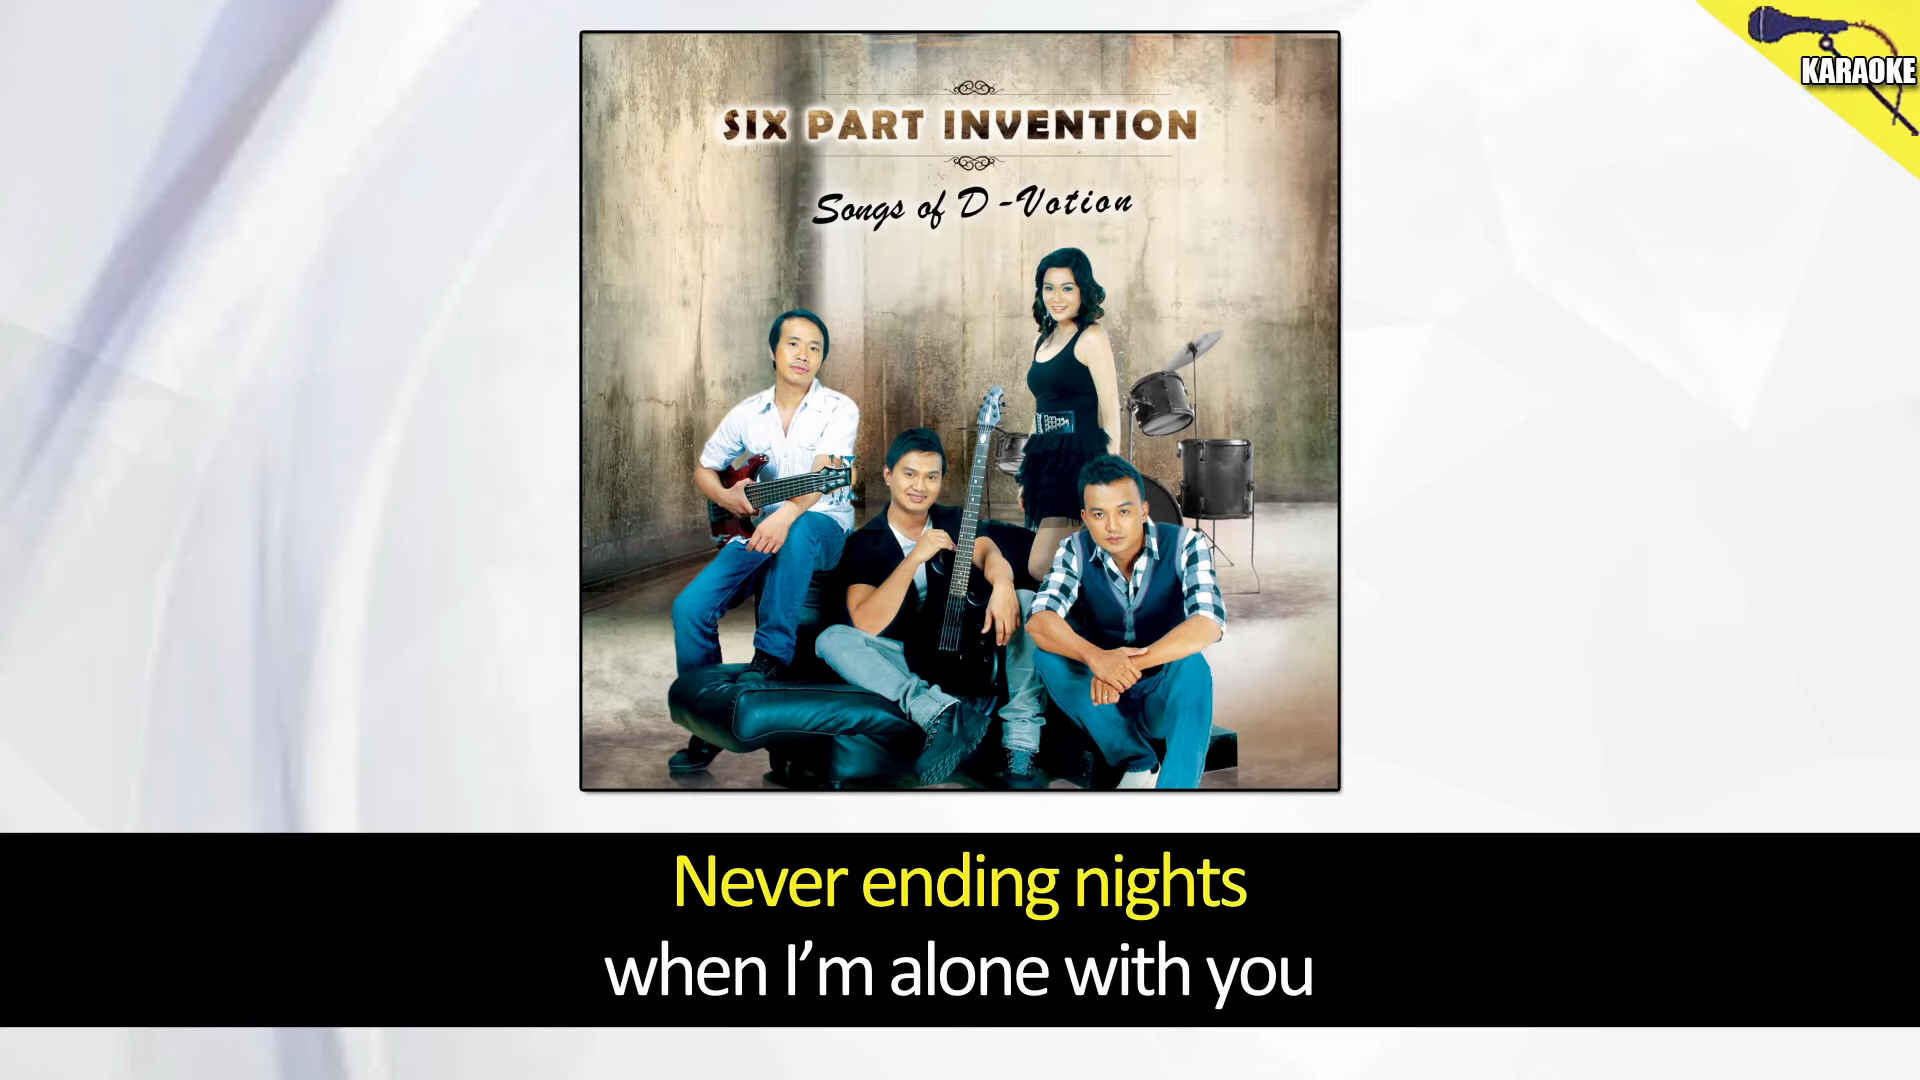 KARAOKE
SIX PART INVENTION
Songs of D-Votion
Never ending nights
when I’m alone with you